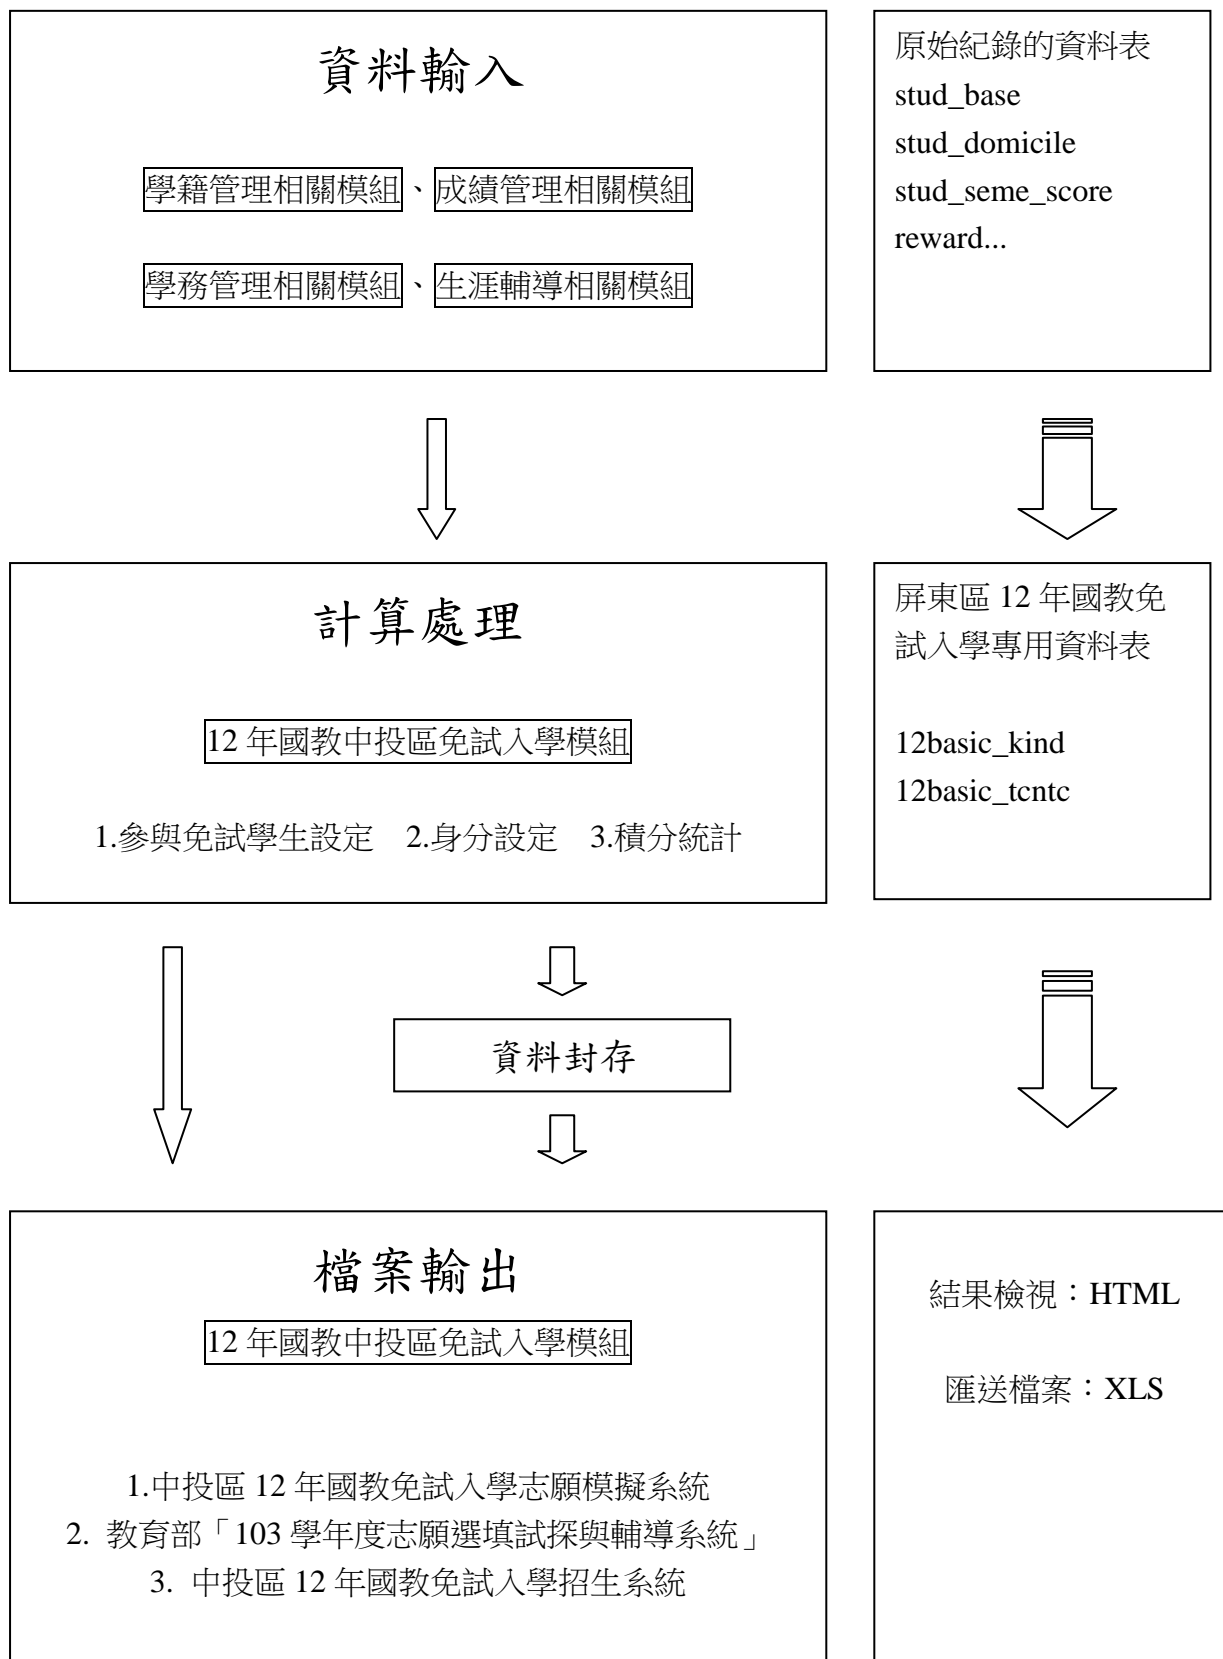 資料輸入
學籍管理相關模組、成績管理相關模組
學務管理相關模組、生涯輔導相關模組
原始紀錄的資料表
stud_base
stud_domicile
stud_seme_score
reward...
計算處理
12 年國教中投區免試入學模組
1.參與免試學生設定 2.身分設定 3.積分統計
屏東區 12 年國教免
試入學專用資料表
12basic_kind
12basic_tcntc
資料封存
檔案輸出
12 年國教中投區免試入學模組
1.中投區 12 年國教免試入學志願模擬系統
2. 教育部「103 學年度志願選填試探與輔導系統」
3. 中投區 12 年國教免試入學招生系統
結果檢視：HTML
匯送檔案：XLS